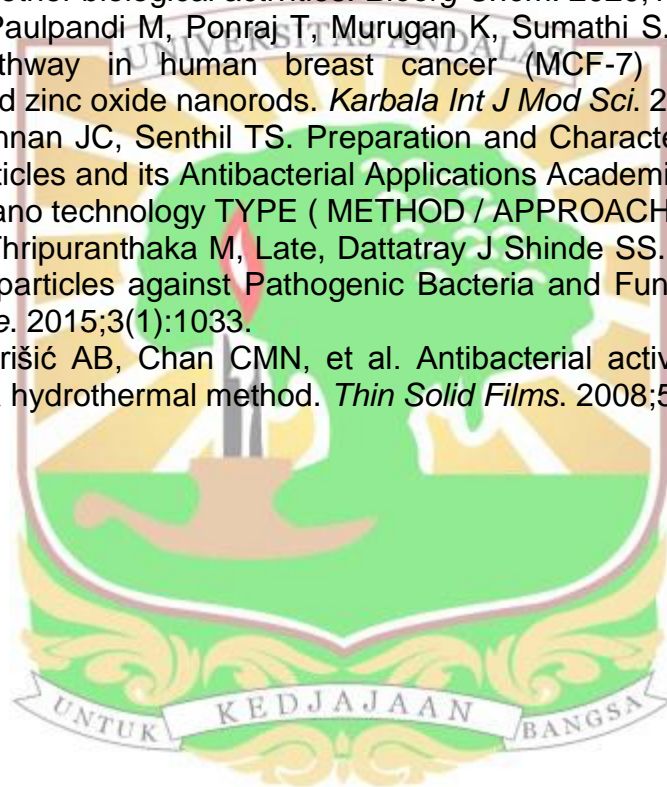 other biological activities. Bioorg Chem. 2020;
Paulpandi M, Ponraj T, Murugan K, Sumathi S.
UNIVERSITAS ANDALAS
thway in human breast cancer (MCF-7)
d zinc oxide nanorods. Karbala Int J Mod Sci. 2
nnan JC, Senthil TS. Preparation and Characte
ticles and its Antibacterial Applications Academi
ano technology TYPE ( METHOD / APPROACH
Thripuranthaka M, Late, Dattatray J Shinde SS.
particles against Pathogenic Bacteria and Fun
e. 2015;3(1):1033.
rišić AB, Chan CMN, et al. Antibacterial activ
hydrothermal method. Thin Solid Films. 2008;5
UNTUK KEDJAJAAN BANGSA